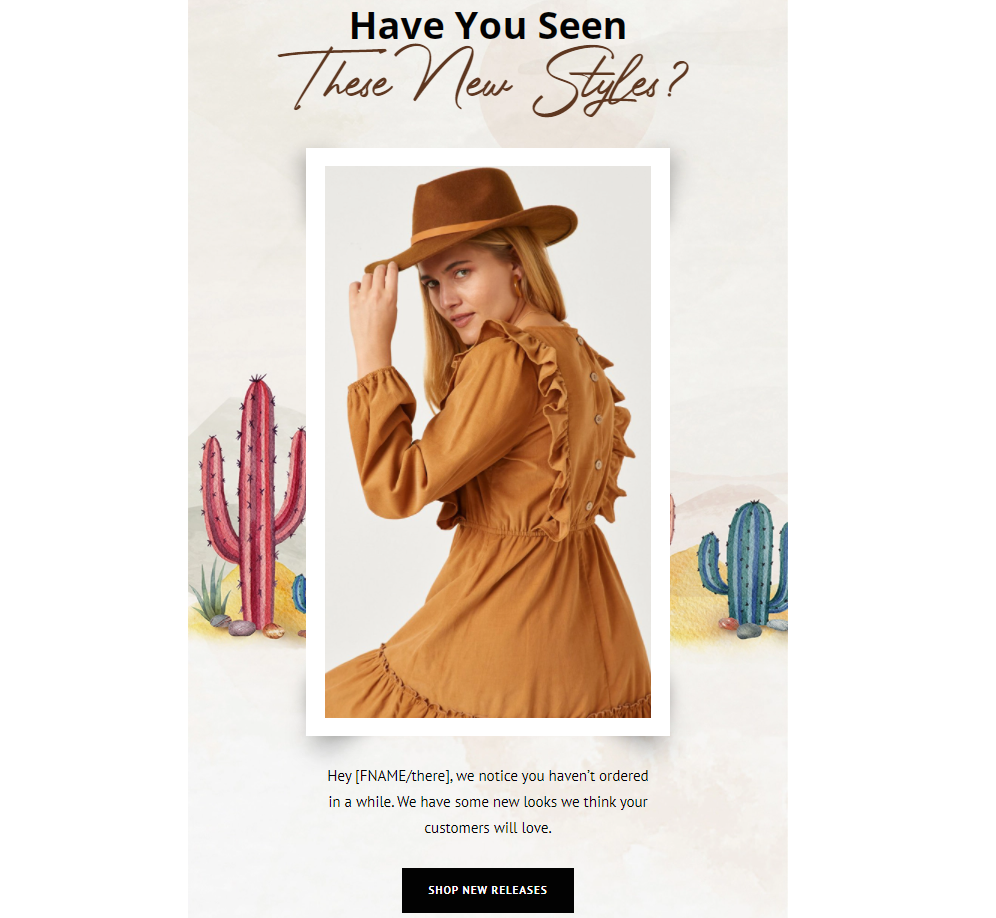 Have You Seen
These New Styles?
Hey [FNAME/there], we notice you haven’t ordered
in a while. We have some new looks we think your
customers will love.
SHOP NEW RELEASES